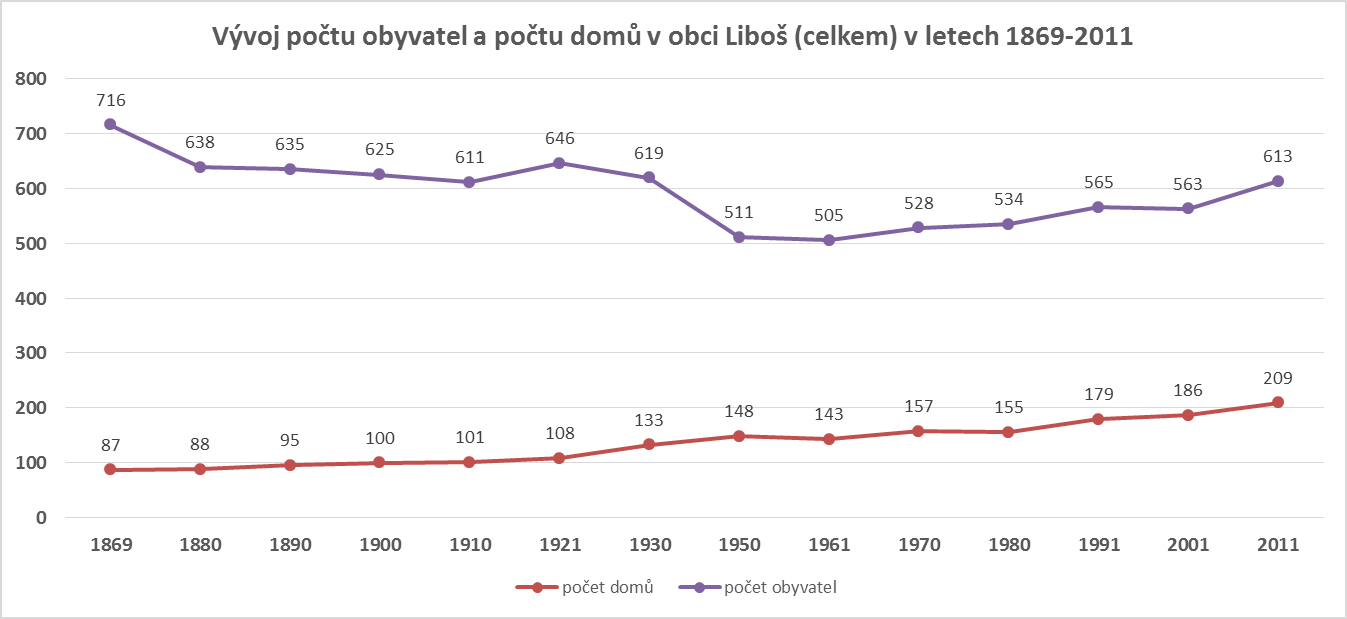 Vývoj počtu obyvatel a počtu domů v obci Liboš (celkem) v letech 1869-2011
800
700
600
500
400
300
200
100
0
716 638 635 625 611 646 619 511 505 528 534 565 563 613
87 88 95 100 101 108 133 148 143 157 155 179 186 209
1869 1880 1890 1900 1910 1921 1930 1950 1961 1970 1980 1991 2001 2011
počet domů počet obyvatel